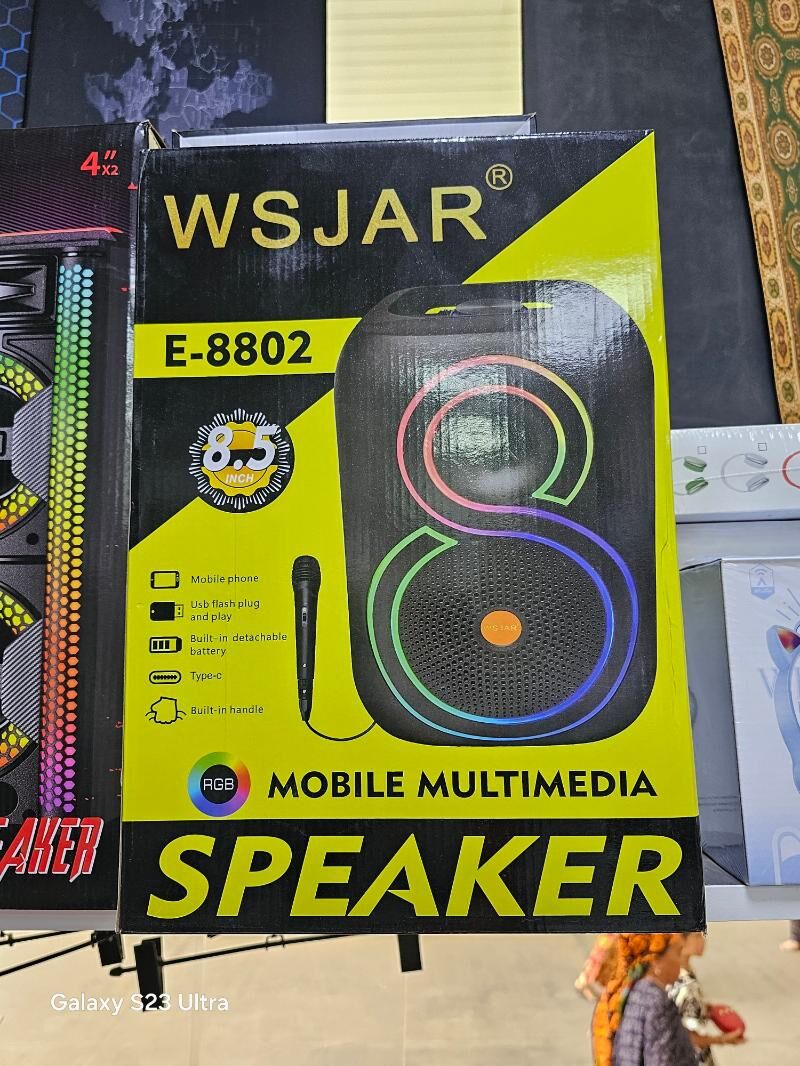 4"
X2
WSJAR®
E-8802
8.5
INCH
Mobile phone
Usb flash plug
and play
Built-in detachable
battery
Type-c
Built-in handle
WSJAR
RGB
MOBILE MULTIMEDIA
SPEAKER
EAKER
Galaxy S23 Ultra